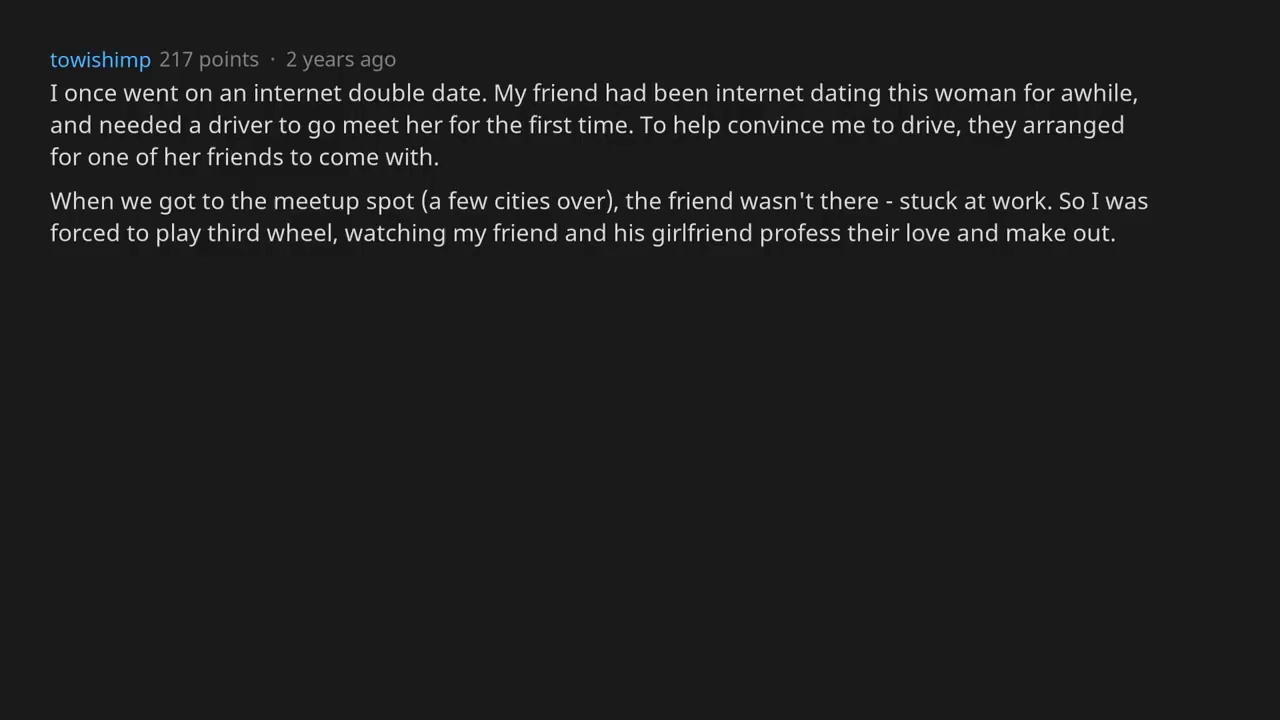 towishimp 217 points · 2 years ago
I once went on an internet double date. My friend had been internet dating this woman for awhile,
and needed a driver to go meet her for the first time. To help convince me to drive, they arranged
for one of her friends to come with.
When we got to the meetup spot (a few cities over), the friend wasn't there - stuck at work. So I was
forced to play third wheel, watching my friend and his girlfriend profess their love and make out.